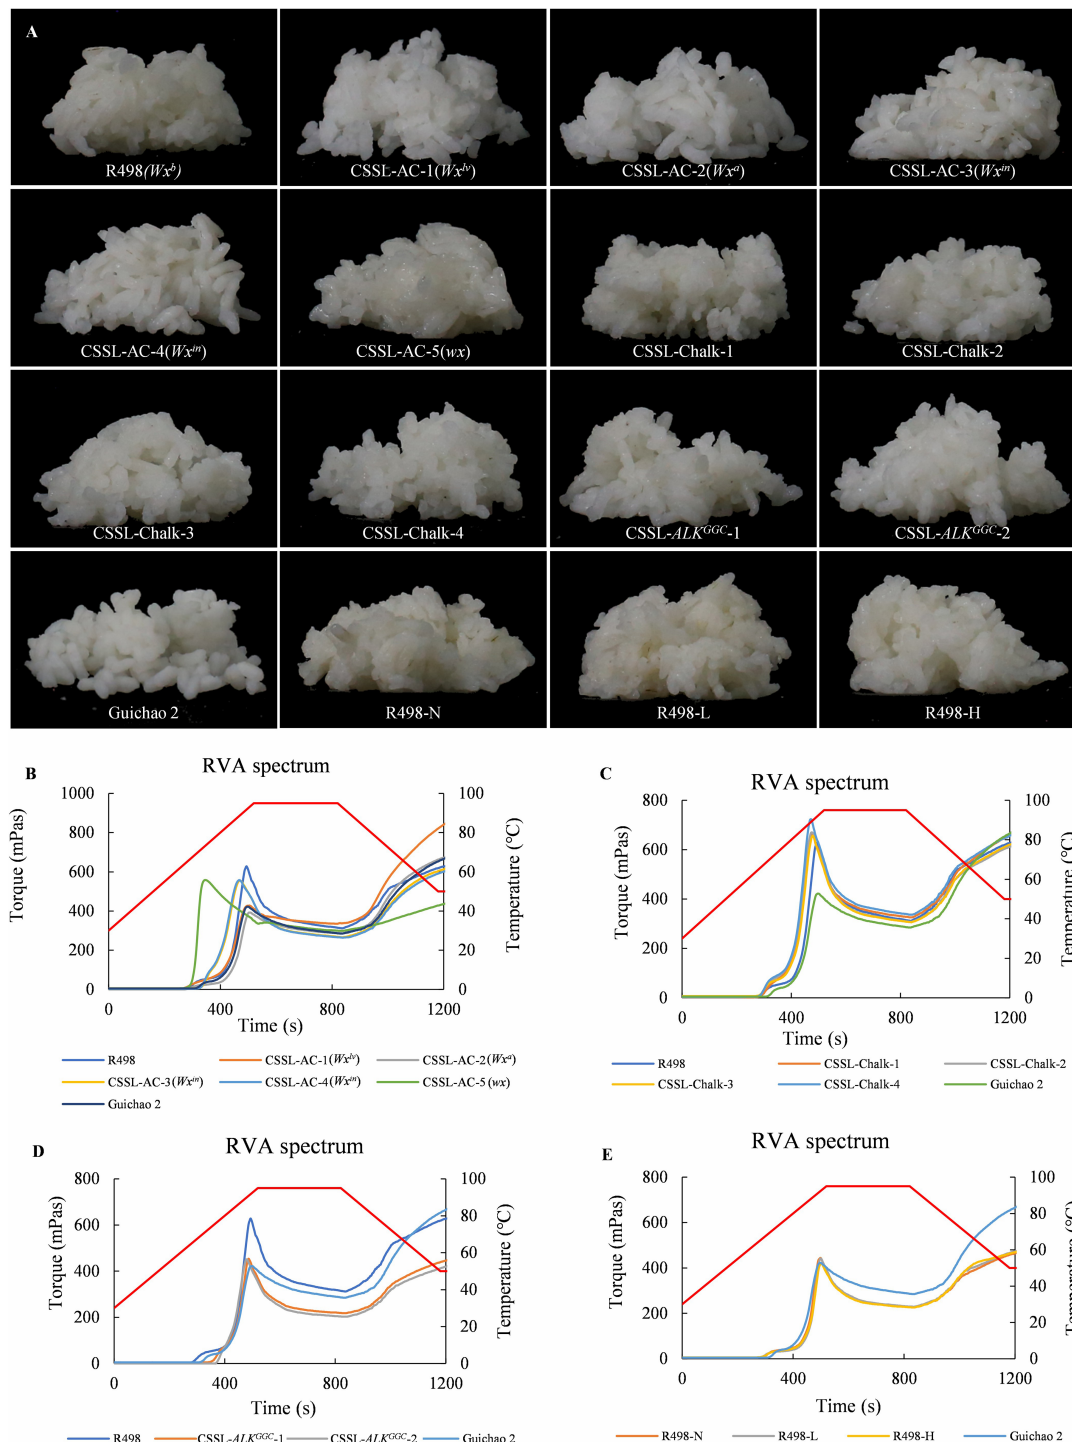 A
R498(Wxᵇ)
CSSL-AC-1(Wxˡᵛ)
CSSL-AC-2(Wxᵃ)
CSSL-AC-3(Wxⁱⁿ)
CSSL-AC-4(Wxⁱⁿ)
CSSL-AC-5(wx)
CSSL-Chalk-1
CSSL-Chalk-2
CSSL-Chalk-3
CSSL-Chalk-4
CSSL-ALKᴳᴳᶜ-1
CSSL-ALKᴳᴳᶜ-2
Guichao 2
R498-N
R498-L
R498-H
B
RVA spectrum
Torque (mPas)
1000
800
600
400
200
0
100
80
60
40
20
0
Temperature (℃)
0 400 800 1200
Time (s)
R498 CSSL-AC-1(Wxˡᵛ) CSSL-AC-2(Wxᵃ)
CSSL-AC-3(Wxⁱⁿ) CSSL-AC-4(Wxⁱⁿ) CSSL-AC-5(wx)
Guichao 2
C
RVA spectrum
Torque (mPas)
800
600
400
200
0
100
80
60
40
20
0
Temperature (℃)
0 400 800 1200
Time (s)
R498 CSSL-Chalk-1 CSSL-Chalk-2
CSSL-Chalk-3 CSSL-Chalk-4 Guichao 2
D
RVA spectrum
Torque (mPas)
800
600
400
200
0
100
80
60
40
20
0
Temperature (℃)
0 400 800 1200
Time (s)
R498 CSSL-ALKᴳᴳᶜ-1 CSSL-ALKᴳᴳᶜ-2 Guichao 2
E
RVA spectrum
Torque (mPas)
800
600
400
200
0
100
80
60
40
20
0
Temperature (℃)
0 400 800 1200
Time (s)
R498-N R498-L R498-H Guichao 2